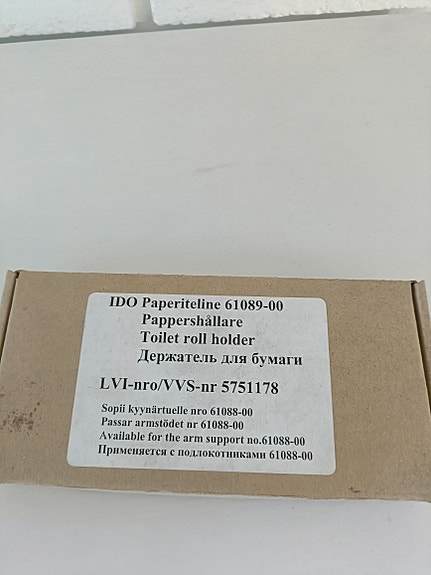 IDO Paperiteline 61089-00
Pappershållare
Toilet roll holder
Держатель для бумаги
LVI-nro/VVS-nr 5751178
Sopii kyynärtuelle nro 61088-00
Passar armstödet nr 61088-00
Available for the arm support no.61088-00
Применяется с подлокотниками 61088-00